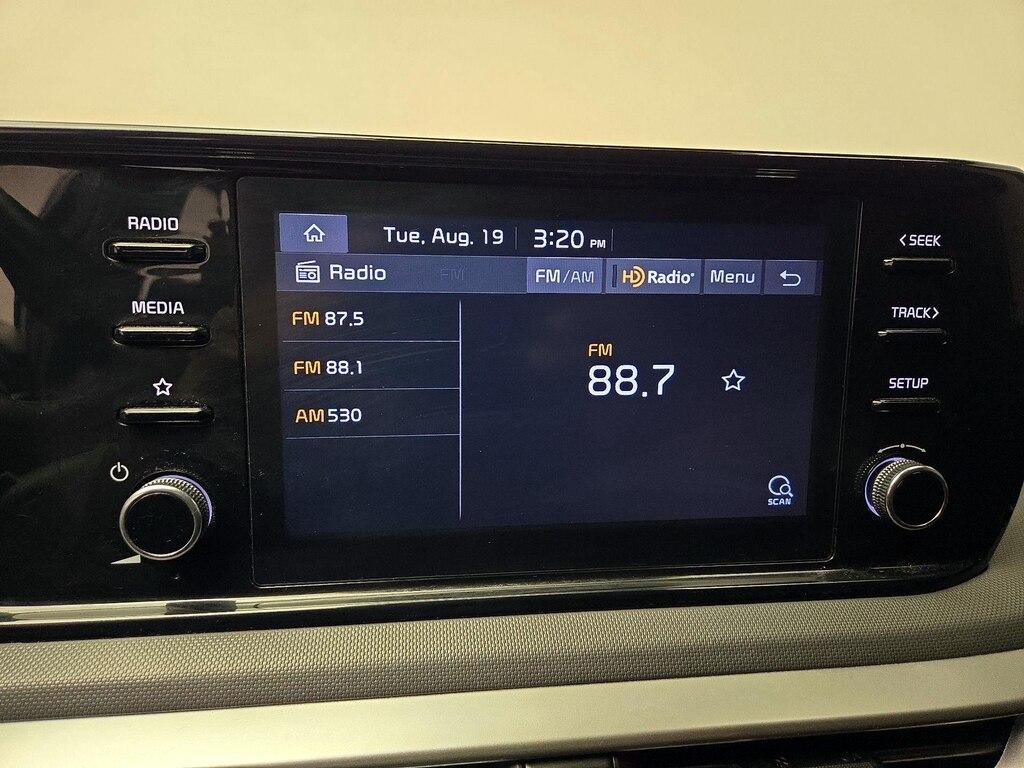 RADIO
MEDIA
Tue, Aug. 19 3:20 PM
Radio FM FM/AM HD Radio® Menu
FM 87.5
FM 88.1
AM 530
FM
88.7
SCAN
< SEEK
TRACK >
SETUP